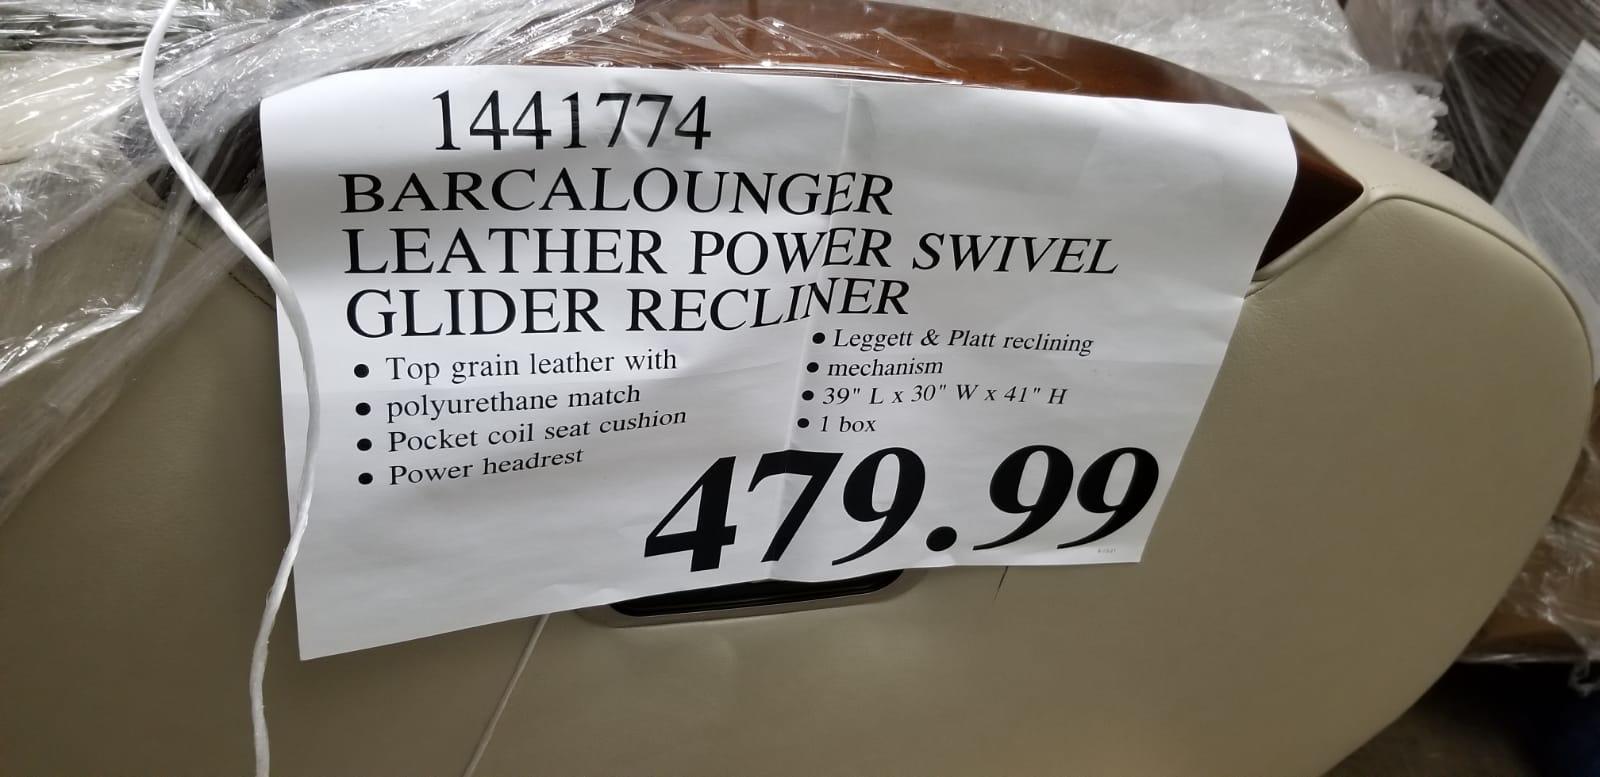 1441774
BARCALOUNGER
LEATHER POWER SWIVEL
GLIDER RECLINER
• Top grain leather with
• polyurethane match
• Pocket coil seat cushion
• Power headrest
• Leggett & Platt reclining
• mechanism
• 39" L x 30" W x 41" H
• 1 box
479.99